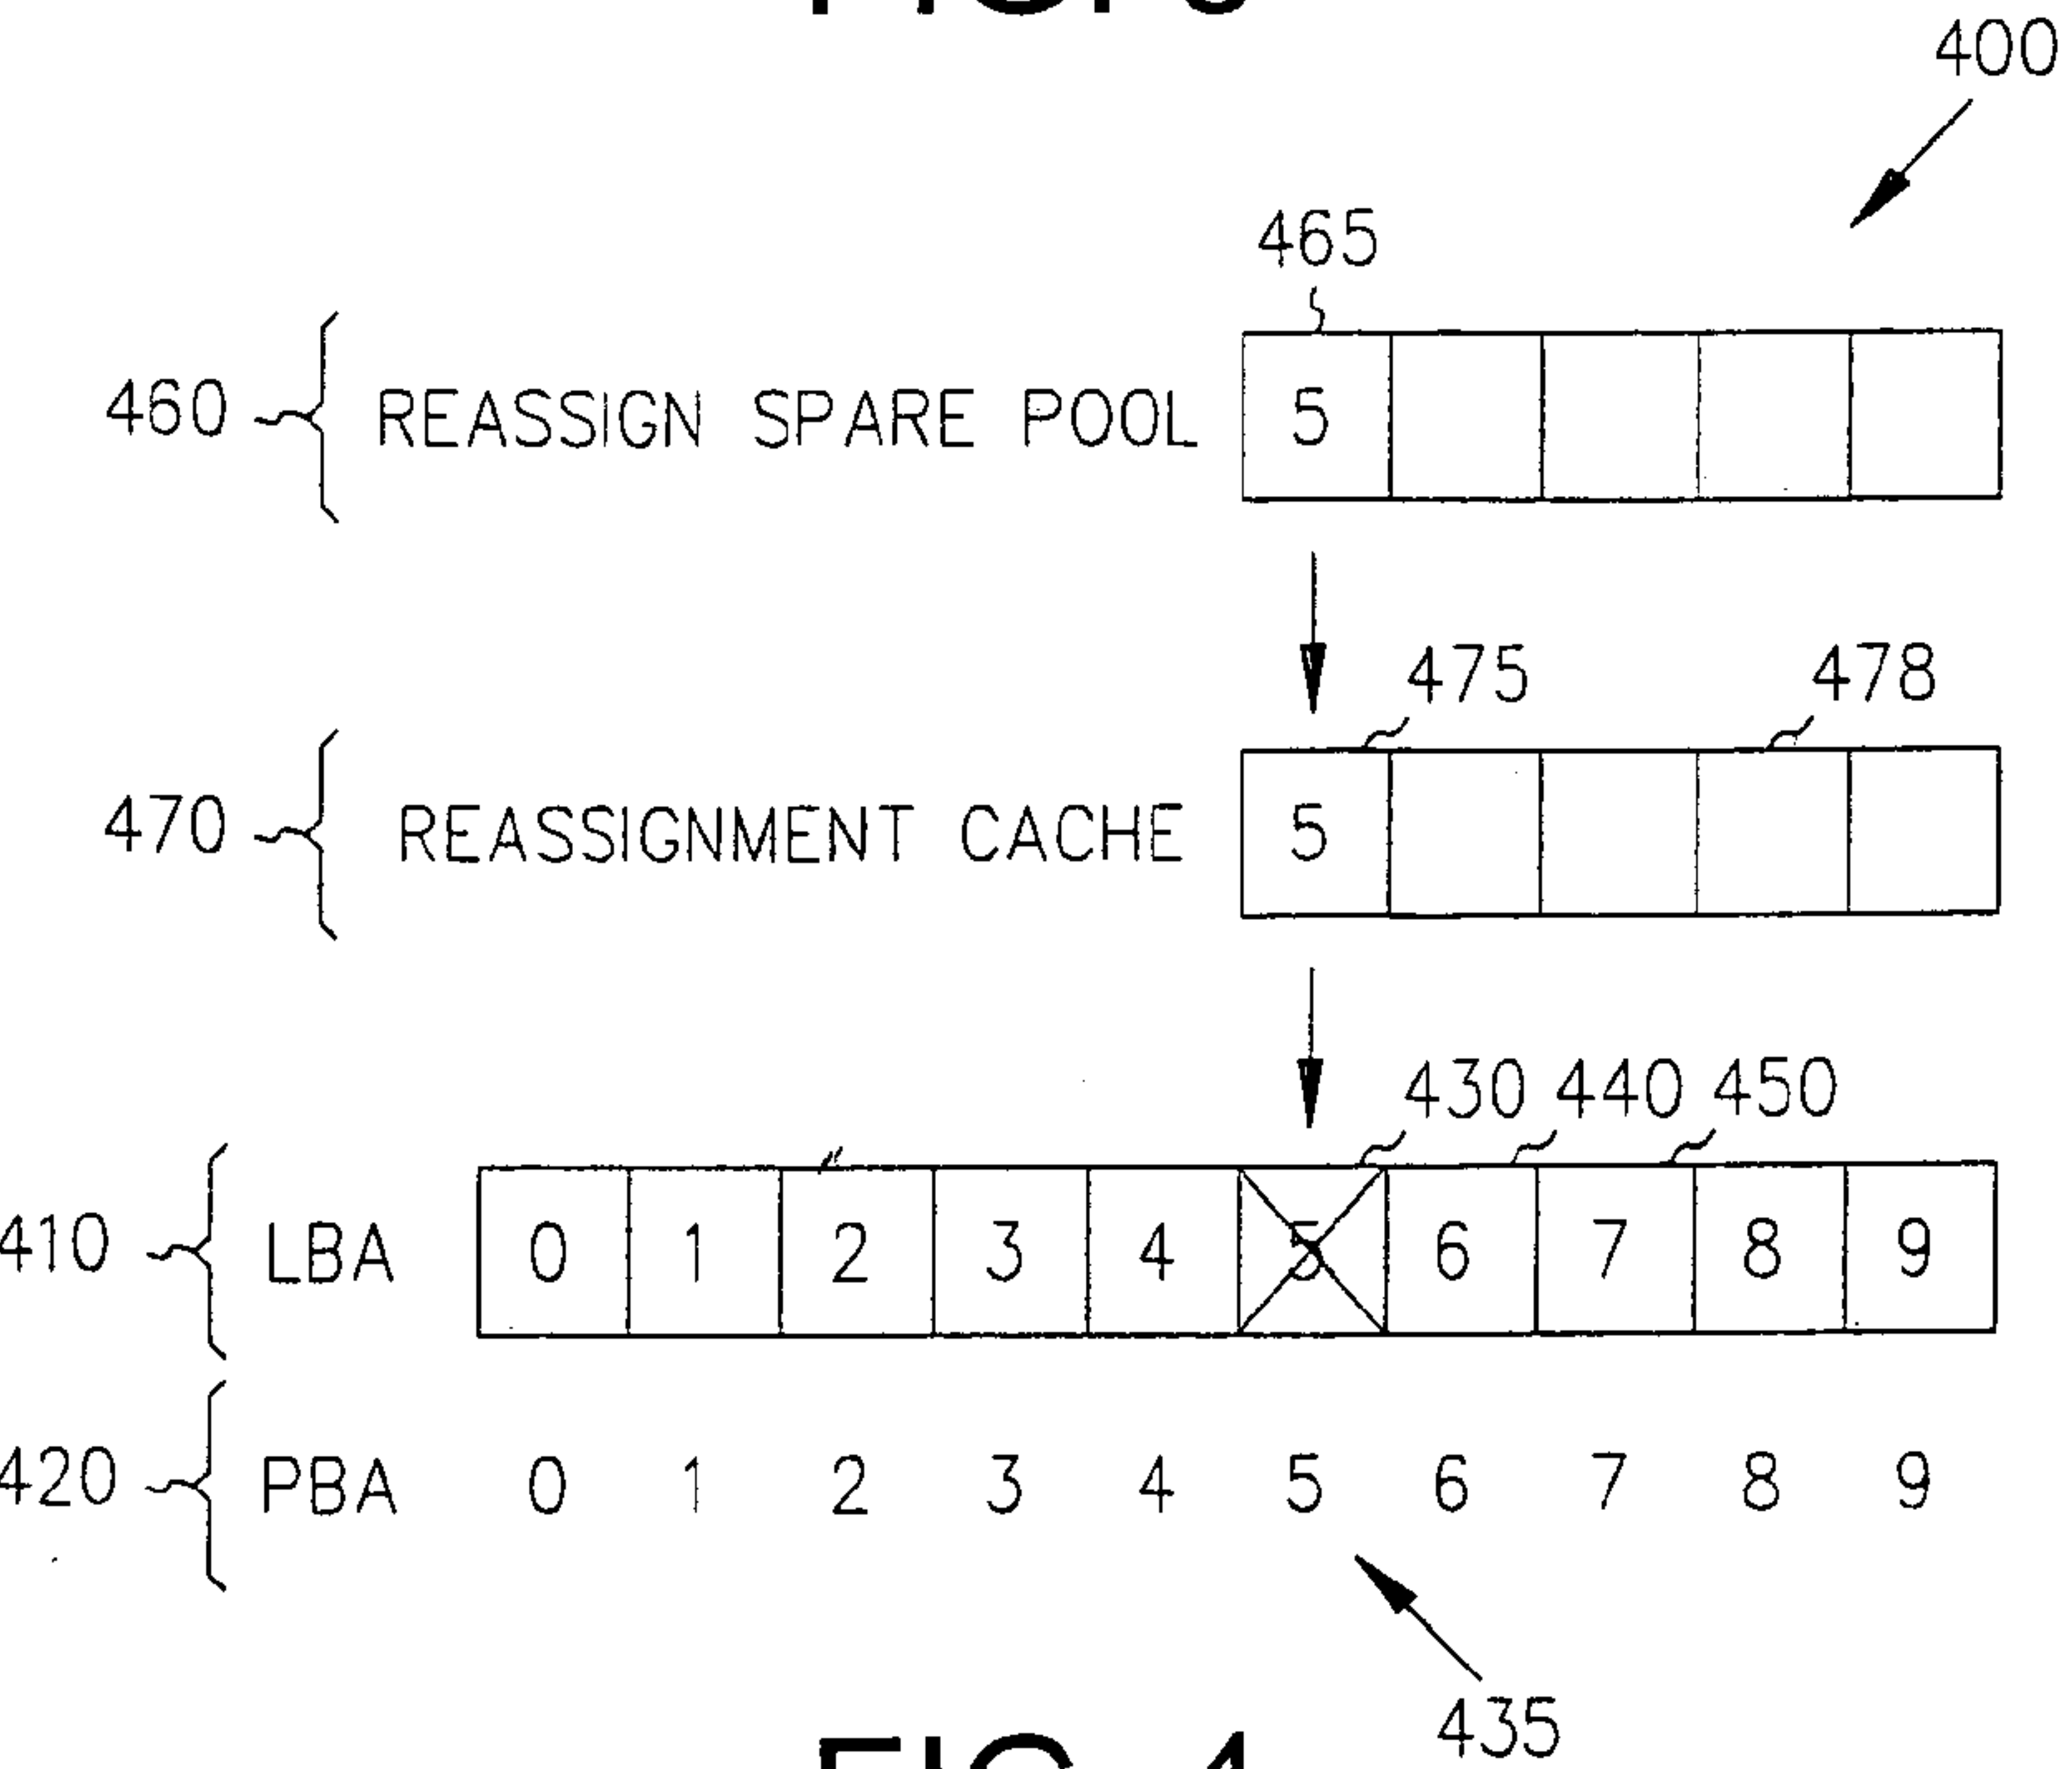 400
465
460 REASSIGN SPARE POOL 5
475 478
470 REASSIGNMENT CACHE 5
430 440 450
410 LBA 0 1 2 3 4 5 6 7 8 9
420 PBA 0 1 2 3 4 5 6 7 8 9
435